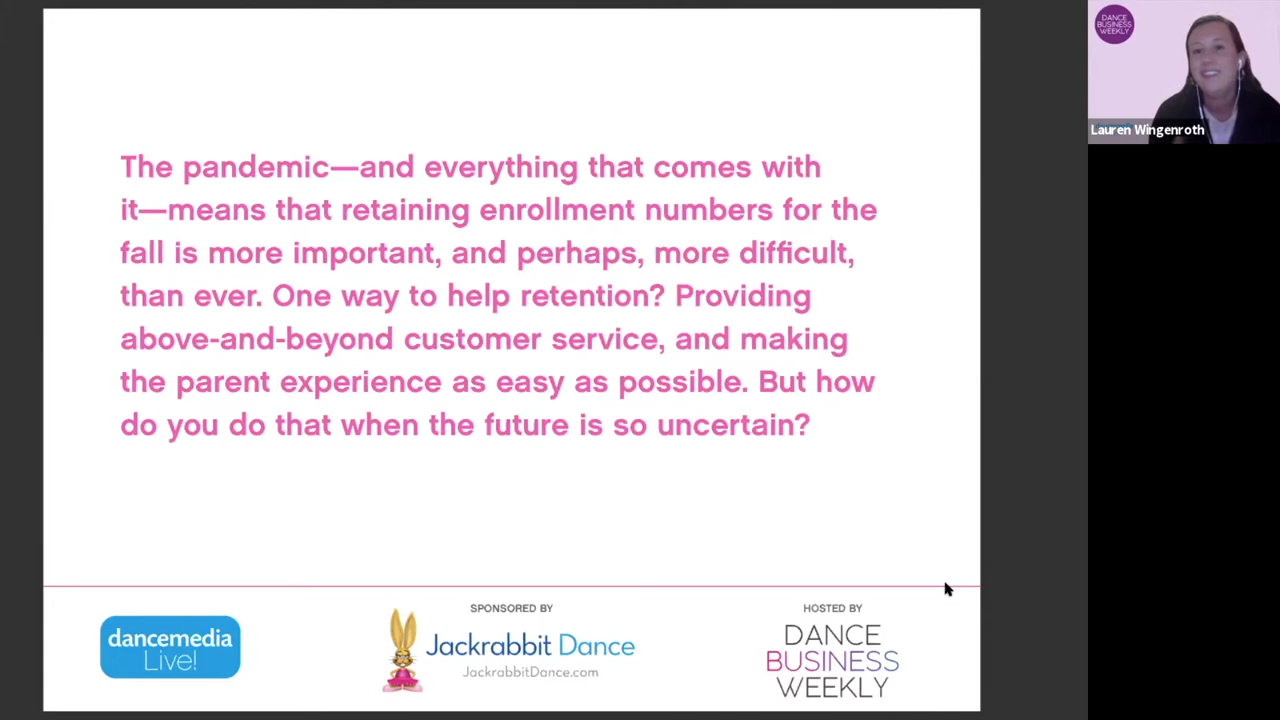 The pandemic—and everything that comes with
it—means that retaining enrollment numbers for the
fall is more important, and perhaps, more difficult,
than ever. One way to help retention? Providing
above-and-beyond customer service, and making
the parent experience as easy as possible. But how
do you do that when the future is so uncertain?
dancemedia
Live!
SPONSORED BY
Jackrabbit Dance
JackrabbitDance.com
HOSTED BY
DANCE
BUSINESS
WEEKLY
DANCE
BUSINESS
WEEKLY
Lauren Wingenroth